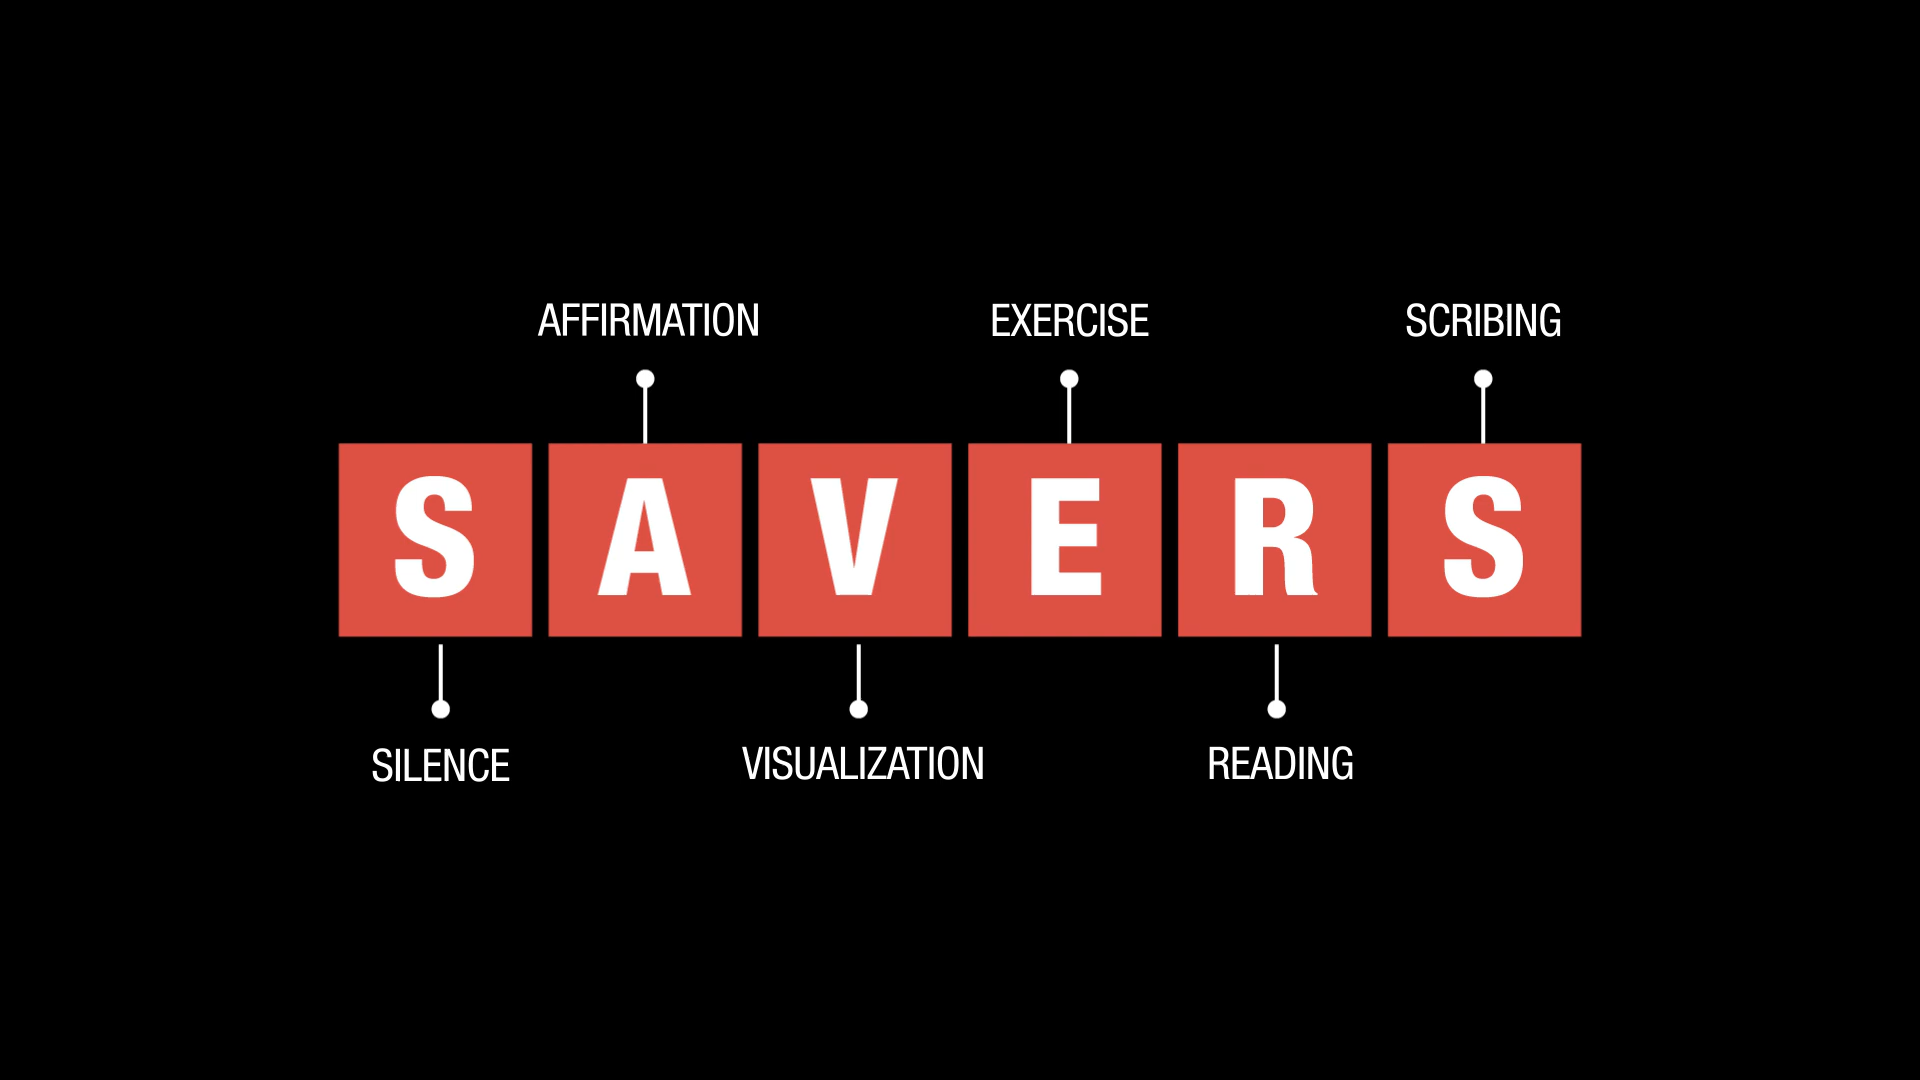 AFFIRMATION EXERCISE SCRIBING
S A V E R S
SILENCE VISUALIZATION READING